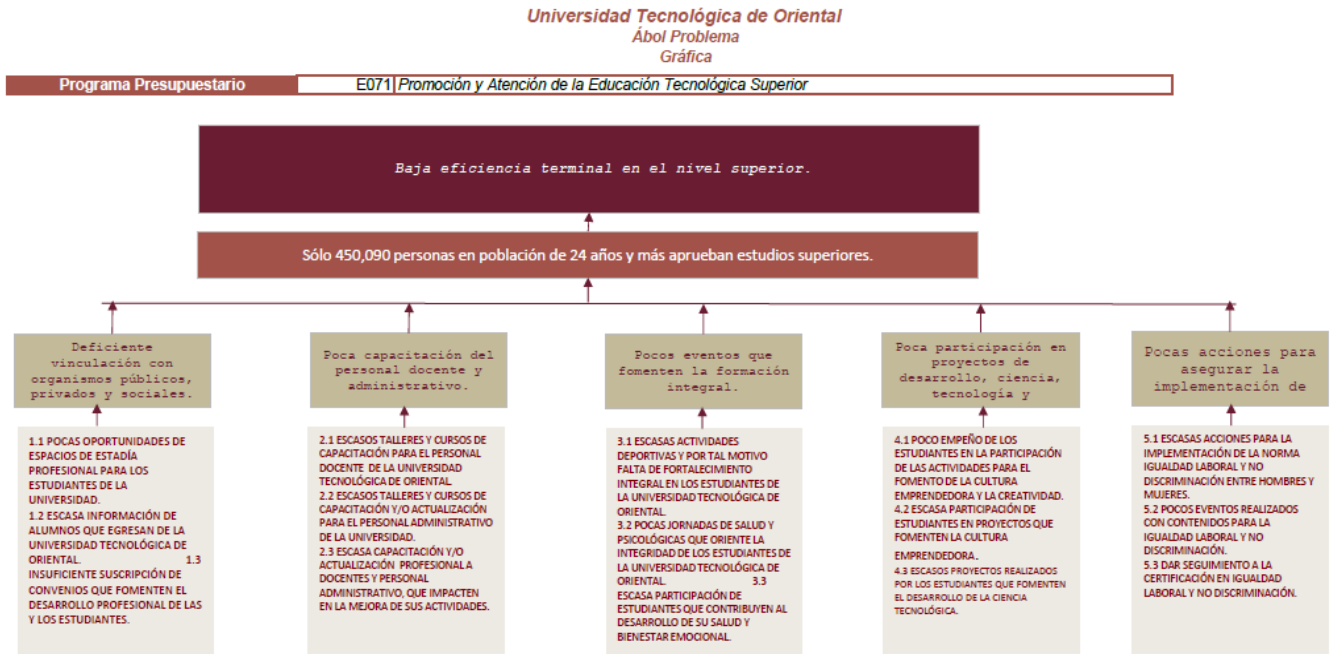 Universidad Tecnológica de Oriental
Ábol Problema
Gráfica
Programa Presupuestario
E071 Promoción y Atención de la Educación Tecnológica Superior
Baja eficiencia terminal en el nivel superior.
Sólo 450,090 personas en población de 24 años y más aprueban estudios superiores.
Deficiente
vinculación con
organismos públicos,
privados y sociales.
Poca capacitación del
personal docente y
administrativo.
Pocos eventos que
fomenten la formación
integral.
Poca participación en
proyectos de
desarrollo, ciencia,
tecnología y
Pocas acciones para
asegurar la
implementación de
1.1 POCAS OPORTUNIDADES DE
ESPACIOS DE ESTADÍA
PROFESIONAL PARA LOS
ESTUDIANTES DE LA
UNIVERSIDAD.
1.2 ESCASA INFORMACIÓN DE
ALUMNOS QUE EGRESAN DE LA
UNIVERSIDAD TECNOLÓGICA DE
ORIENTAL. 1.3
INSUFICIENTE SUSCRIPCIÓN DE
CONVENIOS QUE FOMENTEN EL
DESARROLLO PROFESIONAL DE LAS
Y LOS ESTUDIANTES.
2.1 ESCASOS TALLERES Y CURSOS DE
CAPACITACIÓN PARA EL PERSONAL
DOCENTE DE LA UNIVERSIDAD
TECNOLÓGICA DE ORIENTAL.
2.2 ESCASOS TALLERES Y CURSOS DE
CAPACITACIÓN Y/O ACTUALIZACIÓN
PARA EL PERSONAL ADMINISTRATIVO
DE LA UNIVERSIDAD.
2.3 ESCASA CAPACITACIÓN Y/O
ACTUALIZACIÓN PROFESIONAL A
DOCENTES Y PERSONAL
ADMINISTRATIVO, QUE IMPACTEN
EN LA MEJORA DE SUS ACTIVIDADES.
3.1 ESCASAS ACTIVIDADES
DEPORTIVAS Y POR TAL MOTIVO
FALTA DE FORTALECIMIENTO
INTEGRAL EN LOS ESTUDIANTES DE
LA UNIVERSIDAD TECNOLÓGICA DE
ORIENTAL.
3.2 POCAS JORNADAS DE SALUD Y
PSICOLÓGICAS QUE ORIENTE LA
INTEGRIDAD DE LOS ESTUDIANTES DE
LA UNIVERSIDAD TECNOLÓGICA DE
ORIENTAL. 3.3
ESCASA PARTICIPACIÓN DE
ESTUDIANTES QUE CONTRIBUYEN AL
DESARROLLO DE SU SALUD Y
BIENESTAR EMOCIONAL.
4.1 POCO EMPEÑO DE LOS
ESTUDIANTES EN LA PARTICIPACIÓN
DE LAS ACTIVIDADES PARA EL
FOMENTO DE LA CULTURA
EMPRENDEDORA Y LA CREATIVIDAD.
4.2 ESCASA PARTICIPACIÓN DE
ESTUDIANTES EN PROYECTOS QUE
FOMENTEN LA CULTURA
EMPRENDEDORA.
4.3 ESCASOS PROYECTOS REALIZADOS
POR LOS ESTUDIANTES QUE FOMENTEN
EL DESARROLLO DE LA CIENCIA
TECNOLÓGICA.
5.1 ESCASAS ACCIONES PARA LA
IMPLEMENTACIÓN DE LA NORMA
IGUALDAD LABORAL Y NO
DISCRIMINACIÓN ENTRE HOMBRES Y
MUJERES.
5.2 POCOS EVENTOS REALIZADOS
CON CONTENIDOS PARA LA
IGUALDAD LABORAL Y NO
DISCRIMINACIÓN.
5.3 DAR SEGUIMIENTO A LA
CERTIFICACIÓN EN IGUALDAD
LABORAL Y NO DISCRIMINACIÓN.